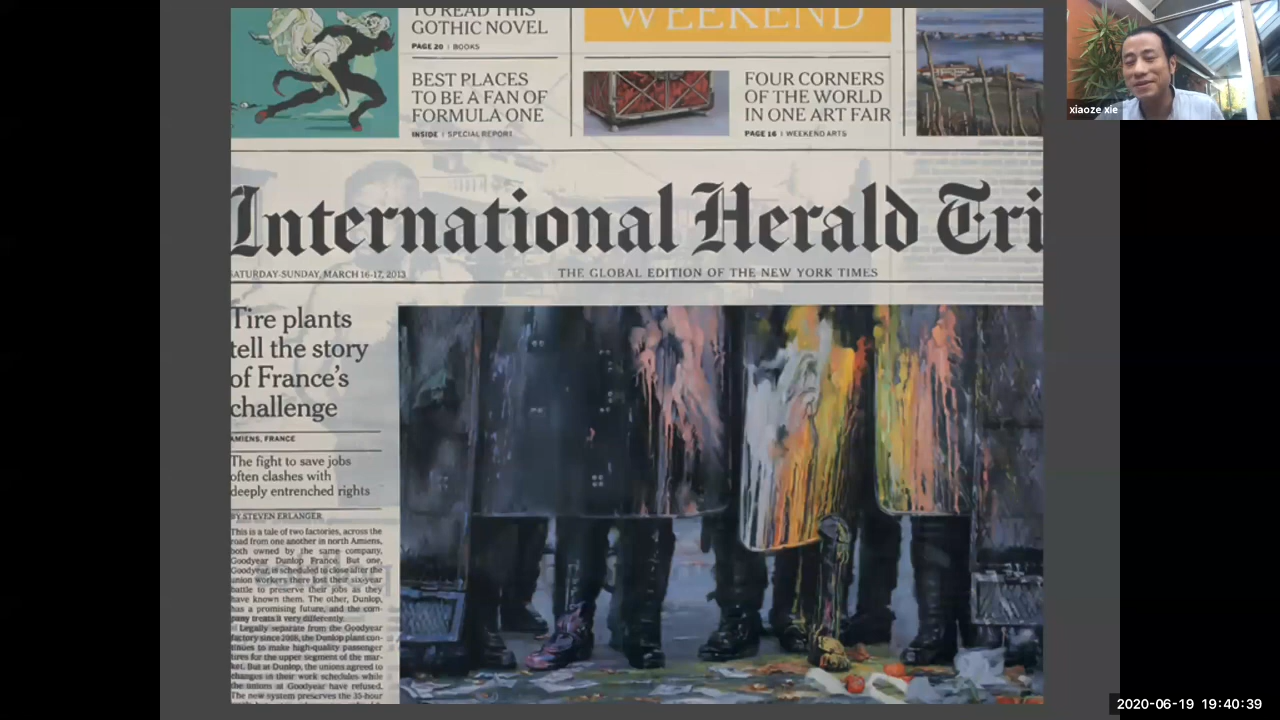 TO READ THIS
GOTHIC NOVEL
PAGE 20 | BOOKS
BEST PLACES
TO BE A FAN OF
FORMULA ONE
INSIDE | SPECIAL REPORT
WEEKEND
FOUR CORNERS
OF THE WORLD
IN ONE ART FAIR
PAGE 16 | WEEKEND ARTS
xiaoze xie
International Herald Tri
SATURDAY-SUNDAY, MARCH 16-17, 2013
THE GLOBAL EDITION OF THE NEW YORK TIMES
Tire plants
tell the story
of France's
challenge
AMIENS, FRANCE
The fight to save jobs
often clashes with
deeply entrenched rights
BY STEVEN ERLANGER
This is a tale of two factories, across the
road from one another in north Amiens,
both owned by the same company,
Goodyear Dunlop France. But one,
Goodyear, is scheduled to close after the
union workers there lost their six-year
battle to preserve their jobs as they
have known them. The other, Dunlop,
has a promising future, and the com-
pany treats it very differently.
Legally separate from the Goodyear
factory since 2008, the Dunlop plant con-
tinues to make high-quality passenger
tires for the upper segment of the mar-
ket. But at Dunlop, the unions agreed to
changes in their work schedules while
the unions at Goodyear have refused.
The new system preserves the 35-hour
2020-06-19 19:40:39